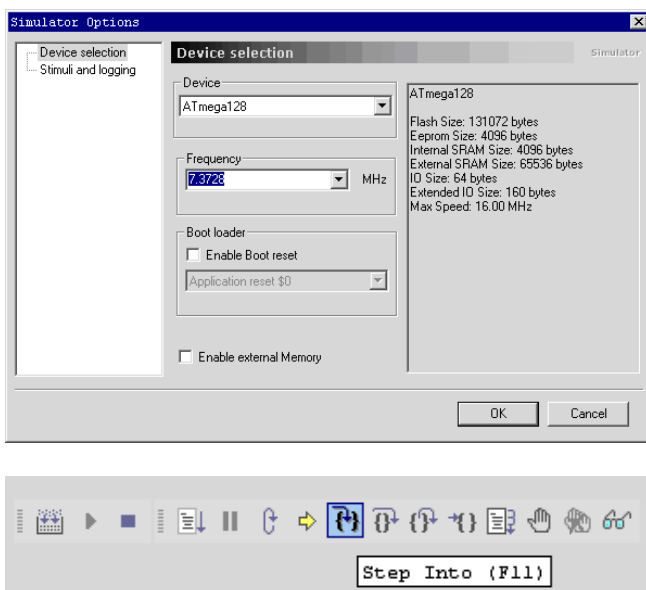 Simulator Options
Device selection
Stimuli and logging
Device selection
Simulator
Device
ATmega128
Frequency
7.3728 MHz
Boot loader
Enable Boot reset
Application reset $0
Enable external Memory
ATmega128
Flash Size: 131072 bytes
Eeprom Size: 4096 bytes
Internal SRAM Size: 4096 bytes
External SRAM Size: 65536 bytes
IO Size: 64 bytes
Extended IO Size: 160 bytes
Max Speed: 16.00 MHz
OK Cancel
Step Into (F11)